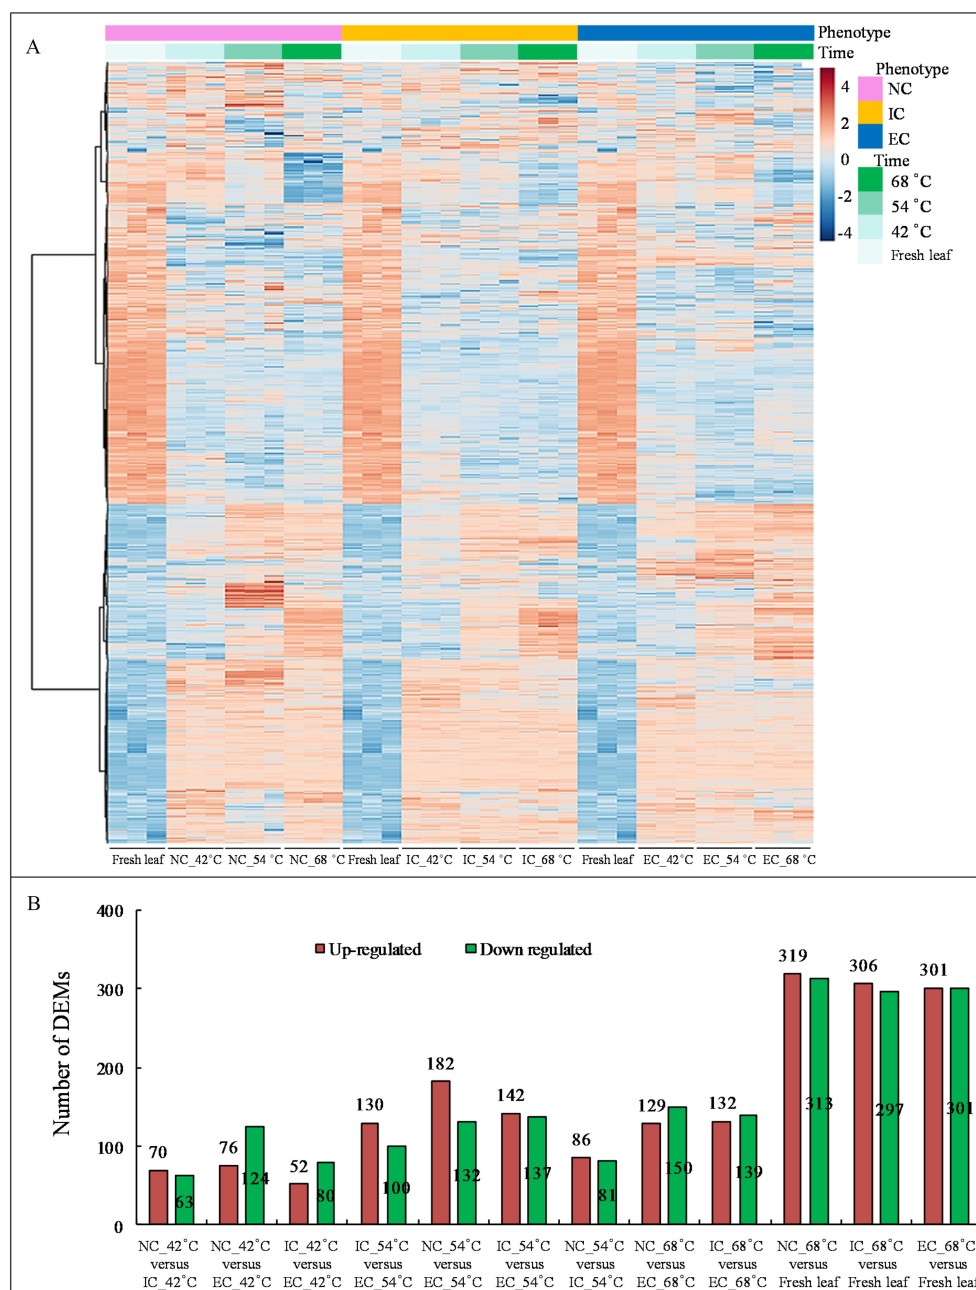 A
Phenotype
Time
4
2
0
-2
-4
Phenotype
NC
IC
EC
Time
68 ˚C
54 ˚C
42 ˚C
Fresh leaf
Fresh leaf NC_42˚C NC_54 ˚C NC_68 ˚C Fresh leaf IC_42˚C IC_54 ˚C IC_68 ˚C Fresh leaf EC_42˚C EC_54 ˚C EC_68 ˚C
B
Number of DEMs
400
300
200
100
0
Up-regulated Down regulated
70 63
76 124
52 80
130 100
182 132
142 137
86 81
129 150
132 139
319 313
306 297
301 301
NC_42˚C
versus
IC_42˚C
NC_42˚C
versus
EC_42˚C
IC_42˚C
versus
EC_42˚C
IC_54˚C
versus
EC_54˚C
NC_54˚C
versus
EC_54˚C
IC_54˚C
versus
EC_54˚C
NC_54˚C
versus
IC_54˚C
NC_68˚C
versus
EC_68˚C
IC_68˚C
versus
EC_68˚C
NC_68˚C
versus
Fresh leaf
IC_68˚C
versus
Fresh leaf
EC_68˚C
versus
Fresh leaf